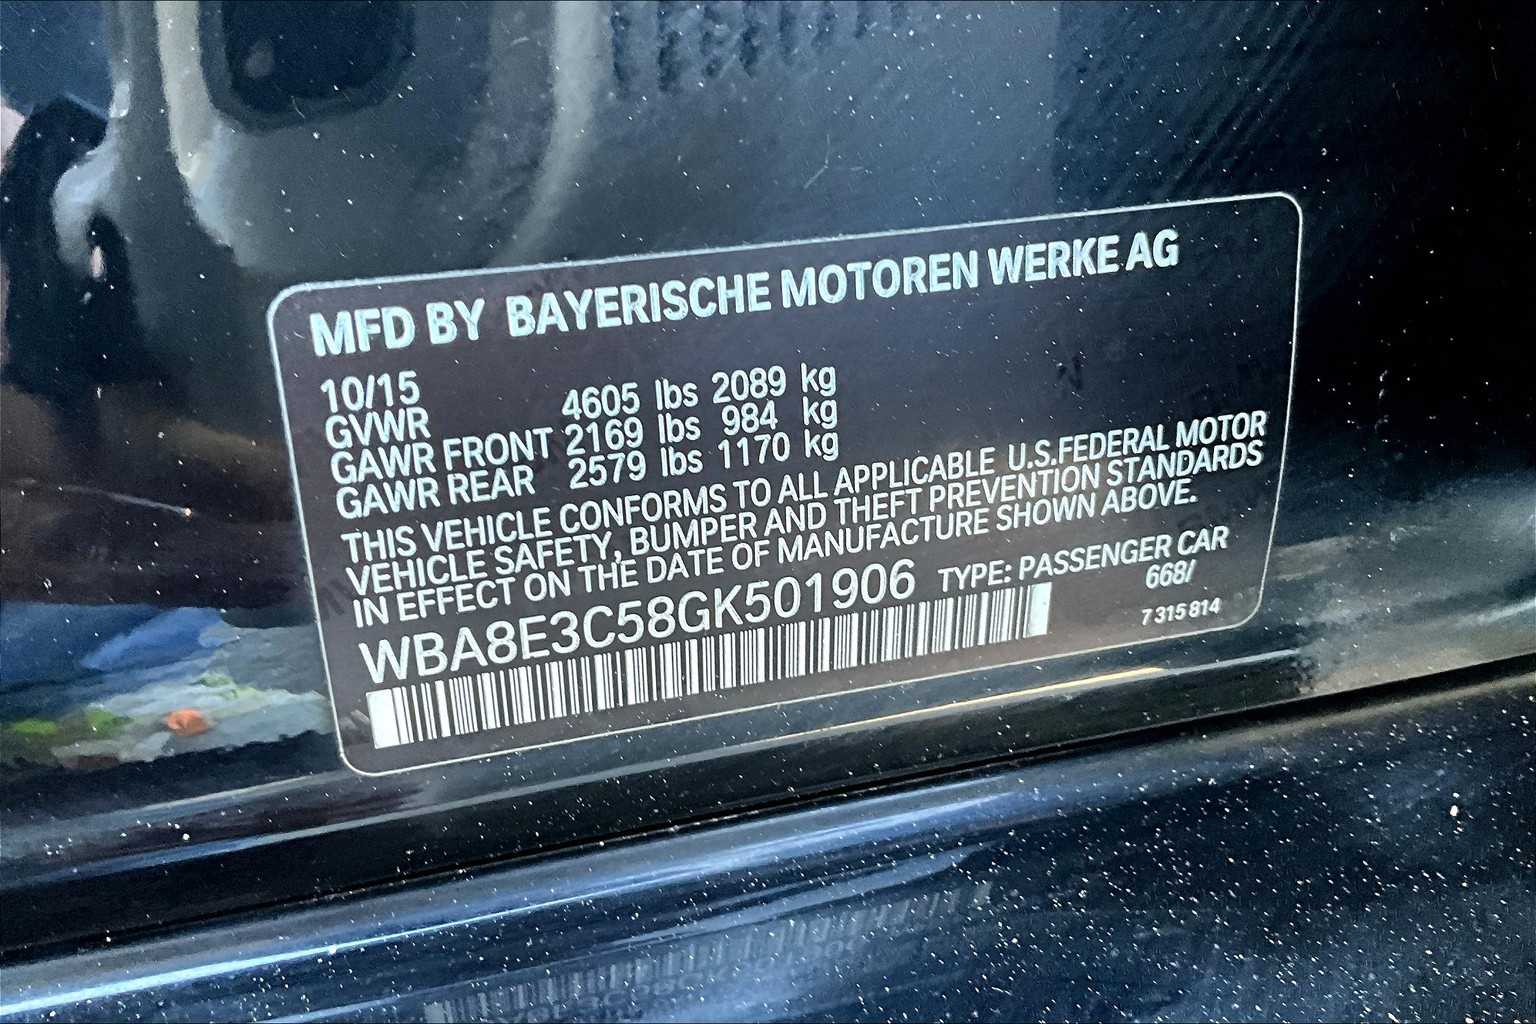 MFD BY BAYERISCHE MOTOREN WERKE AG
10/15
GVWR 4605 lbs 2089 kg
GAWR FRONT 2169 lbs 984 kg
GAWR REAR 2579 lbs 1170 kg
THIS VEHICLE CONFORMS TO ALL APPLICABLE U.S.FEDERAL MOTOR
VEHICLE SAFETY, BUMPER AND THEFT PREVENTION STANDARDS
IN EFFECT ON THE DATE OF MANUFACTURE SHOWN ABOVE.
WBA8E3C58GK501906 TYPE: PASSENGER CAR
668/
7 315 814